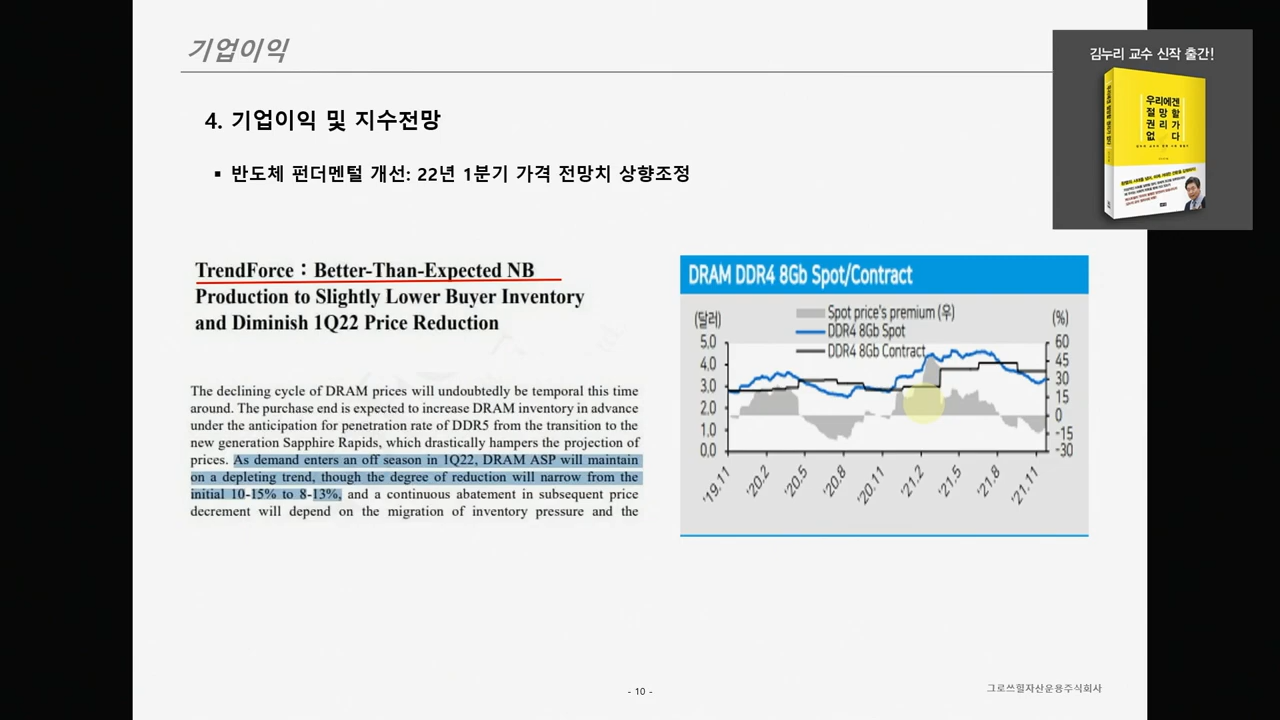 기업이익
김누리 교수 신작 출간!
우리에겐
절망할
권리가
없다
4. 기업이익 및 지수전망
▪ 반도체 펀더멘털 개선: 22년 1분기 가격 전망치 상향조정
TrendForce : Better-Than-Expected NB
Production to Slightly Lower Buyer Inventory
and Diminish 1Q22 Price Reduction
The declining cycle of DRAM prices will undoubtedly be temporal this time
around. The purchase end is expected to increase DRAM inventory in advance
under the anticipation for penetration rate of DDR5 from the transition to the
new generation Sapphire Rapids, which drastically hampers the projection of
prices. As demand enters an off season in 1Q22, DRAM ASP will maintain
on a depleting trend, though the degree of reduction will narrow from the
initial 10-15% to 8-13%, and a continuous abatement in subsequent price
decrement will depend on the migration of inventory pressure and the
DRAM DDR4 8Gb Spot/Contract
(달러) Spot price's premium (우) (%)
DDR4 8Gb Spot
DDR4 8Gb Contract
5.0 60
4.0 45
3.0 30
2.0 15
1.0 0
0.0 -15
-30
'19.11 '20.2 '20.5 '20.8 '20.11 '21.2 '21.5 '21.8 '21.11
- 10 -
그로쓰힐자산운용주식회사